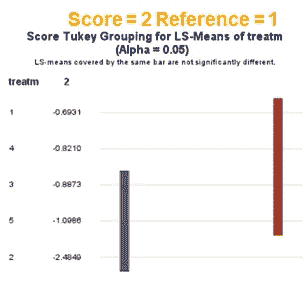 Score = 2 Reference = 1
Score Tukey Grouping for LS-Means of treatm
(Alpha = 0.05)
LS-means covered by the same bar are not significantly different.
treatm 2
1 -0.6931
4 -0.8210
3 -0.8873
5 -1.0986
2 -2.4849